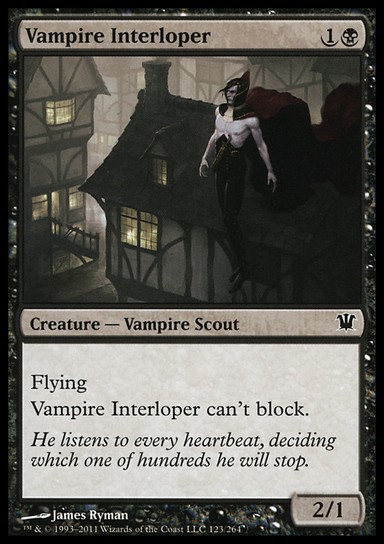 Vampire Interloper 1
Creature — Vampire Scout
Flying
Vampire Interloper can't block.
He listens to every heartbeat, deciding
which one of hundreds he will stop.
James Ryman
2/1
™ & © 1993–2011 Wizards of the Coast LLC 123/264